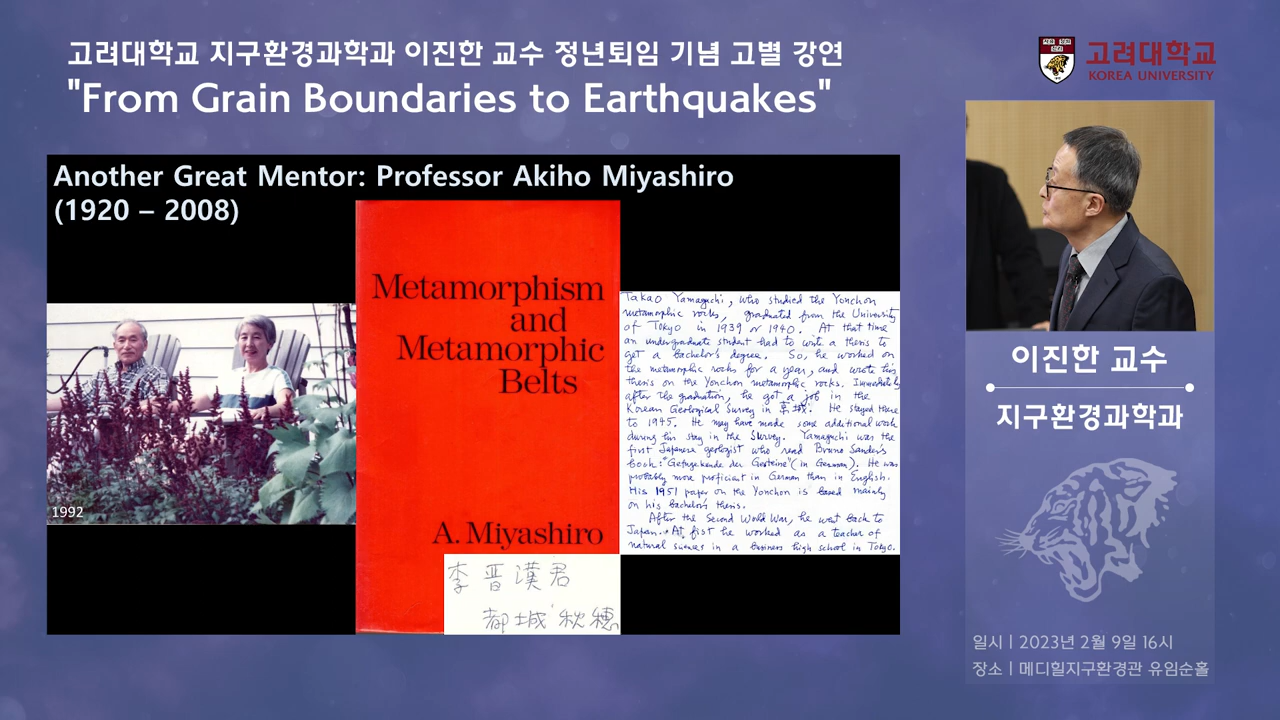 고려대학교 지구환경과학과 이진한 교수 정년퇴임 기념 고별 강연
"From Grain Boundaries to Earthquakes"
고려대학교
KOREA UNIVERSITY
Another Great Mentor: Professor Akiho Miyashiro
(1920 – 2008)
1992
Metamorphism
and
Metamorphic
Belts
A. Miyashiro
李 晋 漢 君
都城 秋穂
Takao Yamaguchi, who studied the Yonchon
metamorphic rocks, graduated from the University
of Tokyo in 1939 or 1940. At that time
an undergraduate student had to write a thesis to
get a bachelor's degree. So, he worked on
the metamorphic rocks for a year, and wrote his
thesis on the Yonchon metamorphic rocks. Immediately
after the graduation, he got a job in the
Korean Geological Survey in 京城. He stayed there
to 1945. He may have made some additional work
during his stay in the Survey. Yamaguchi was the
first Japanese geologist who read Bruno Sander's
book: "Gefugekunde der Gesteine" (in German). He was
probably more proficient in German than in English.
His 1951 paper on the Yonchon is based mainly
on his bachelor's thesis.
After the Second World War, he went back to
Japan. At fist he worked as a teacher of
natural sciences in a business high school in Tokyo.
이진한 교수
지구환경과학과
일시 | 2023년 2월 9일 16시
장소 | 메디힐지구환경관 유임순홀